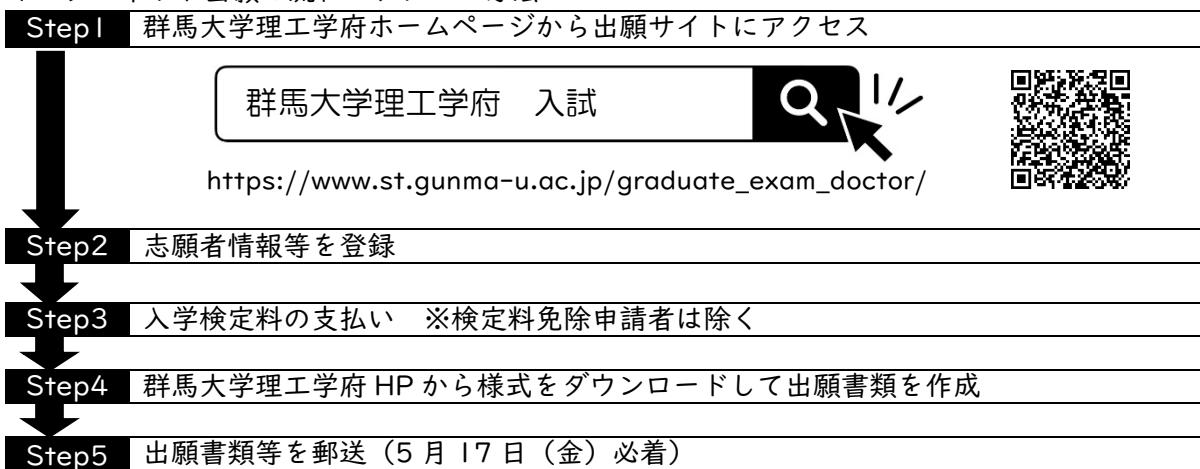 Step1 群馬大学理工学府ホームページから出願サイトにアクセス
群馬大学理工学府 入試
https://www.st.gunma-u.ac.jp/graduate_exam_doctor/
Step2 志願者情報等を登録
Step3 入学検定料の支払い ※検定料免除申請者は除く
Step4 群馬大学理工学府 HP から様式をダウンロードして出願書類を作成
Step5 出願書類等を郵送（5 月 17 日（金）必着）